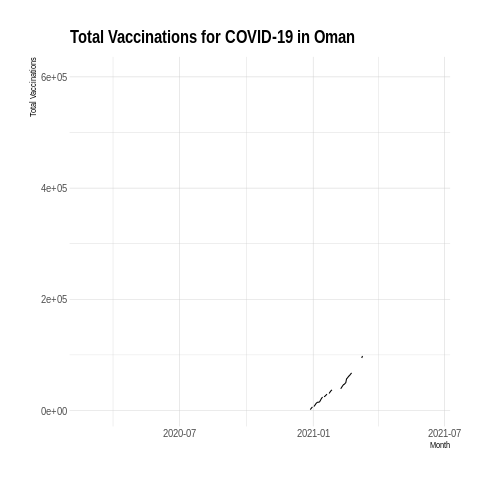 Total Vaccinations for COVID-19 in Oman
Total Vaccinations
6e+05
4e+05
2e+05
0e+00
2020-07
2021-01
2021-07
Month